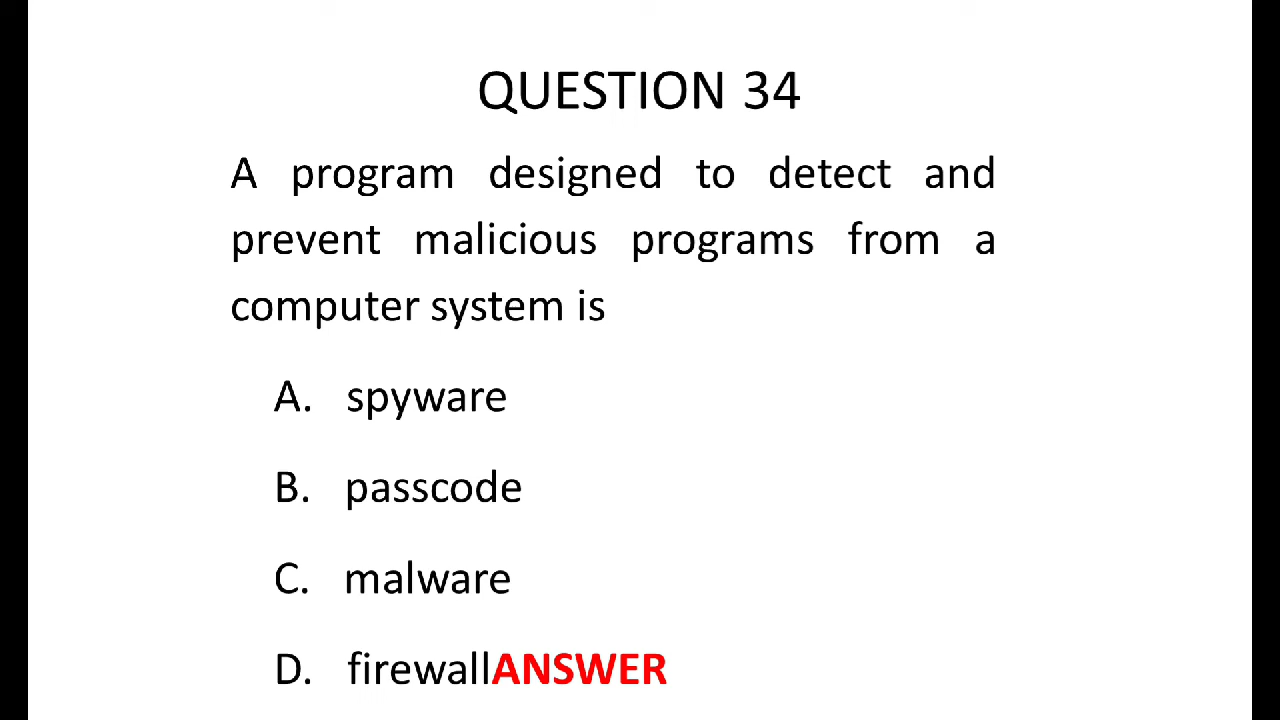 QUESTION 34
A program designed to detect and
prevent malicious programs from a
computer system is
A. spyware
B. passcode
C. malware
D. firewallANSWER